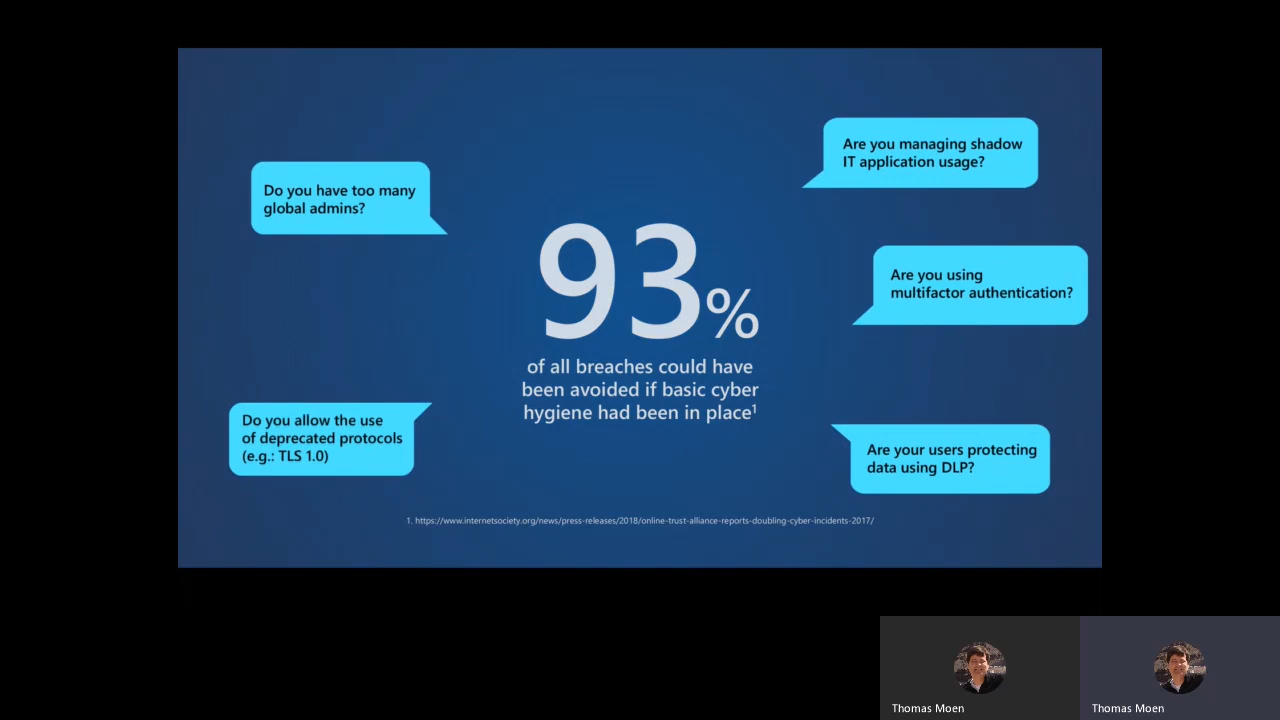 Are you managing shadow
IT application usage?
Do you have too many
global admins?
93%
of all breaches could have
been avoided if basic cyber
hygiene had been in place¹
Are you using
multifactor authentication?
Do you allow the use
of deprecated protocols
(e.g.: TLS 1.0)
Are your users protecting
data using DLP?
1. https://www.internetsociety.org/news/press-releases/2018/online-trust-alliance-reports-doubling-cyber-incidents-2017/
Thomas Moen
Thomas Moen